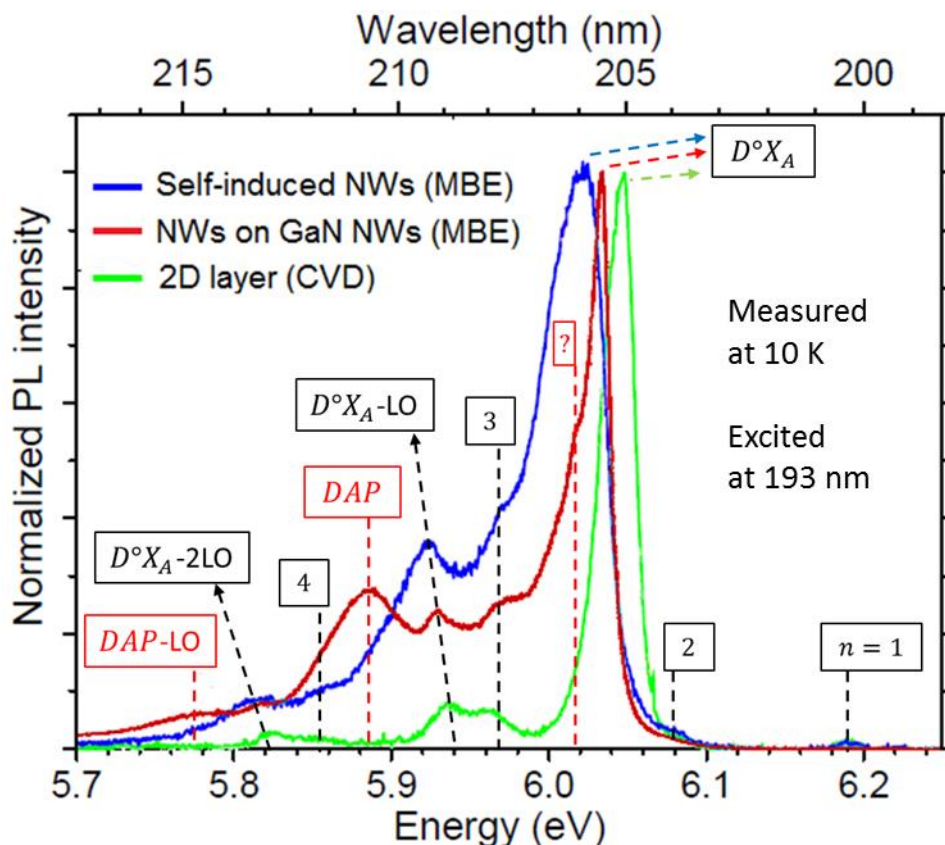 Wavelength (nm)
215 210 205 200
Self-induced NWs (MBE)
NWs on GaN NWs (MBE)
2D layer (CVD)
D°X_A
Measured
at 10 K
Excited
at 193 nm
?
D°X_A-LO
3
DAP
D°X_A-2LO
4
DAP-LO
2
n = 1
Normalized PL intensity
5.7 5.8 5.9 6.0 6.1 6.2
Energy (eV)